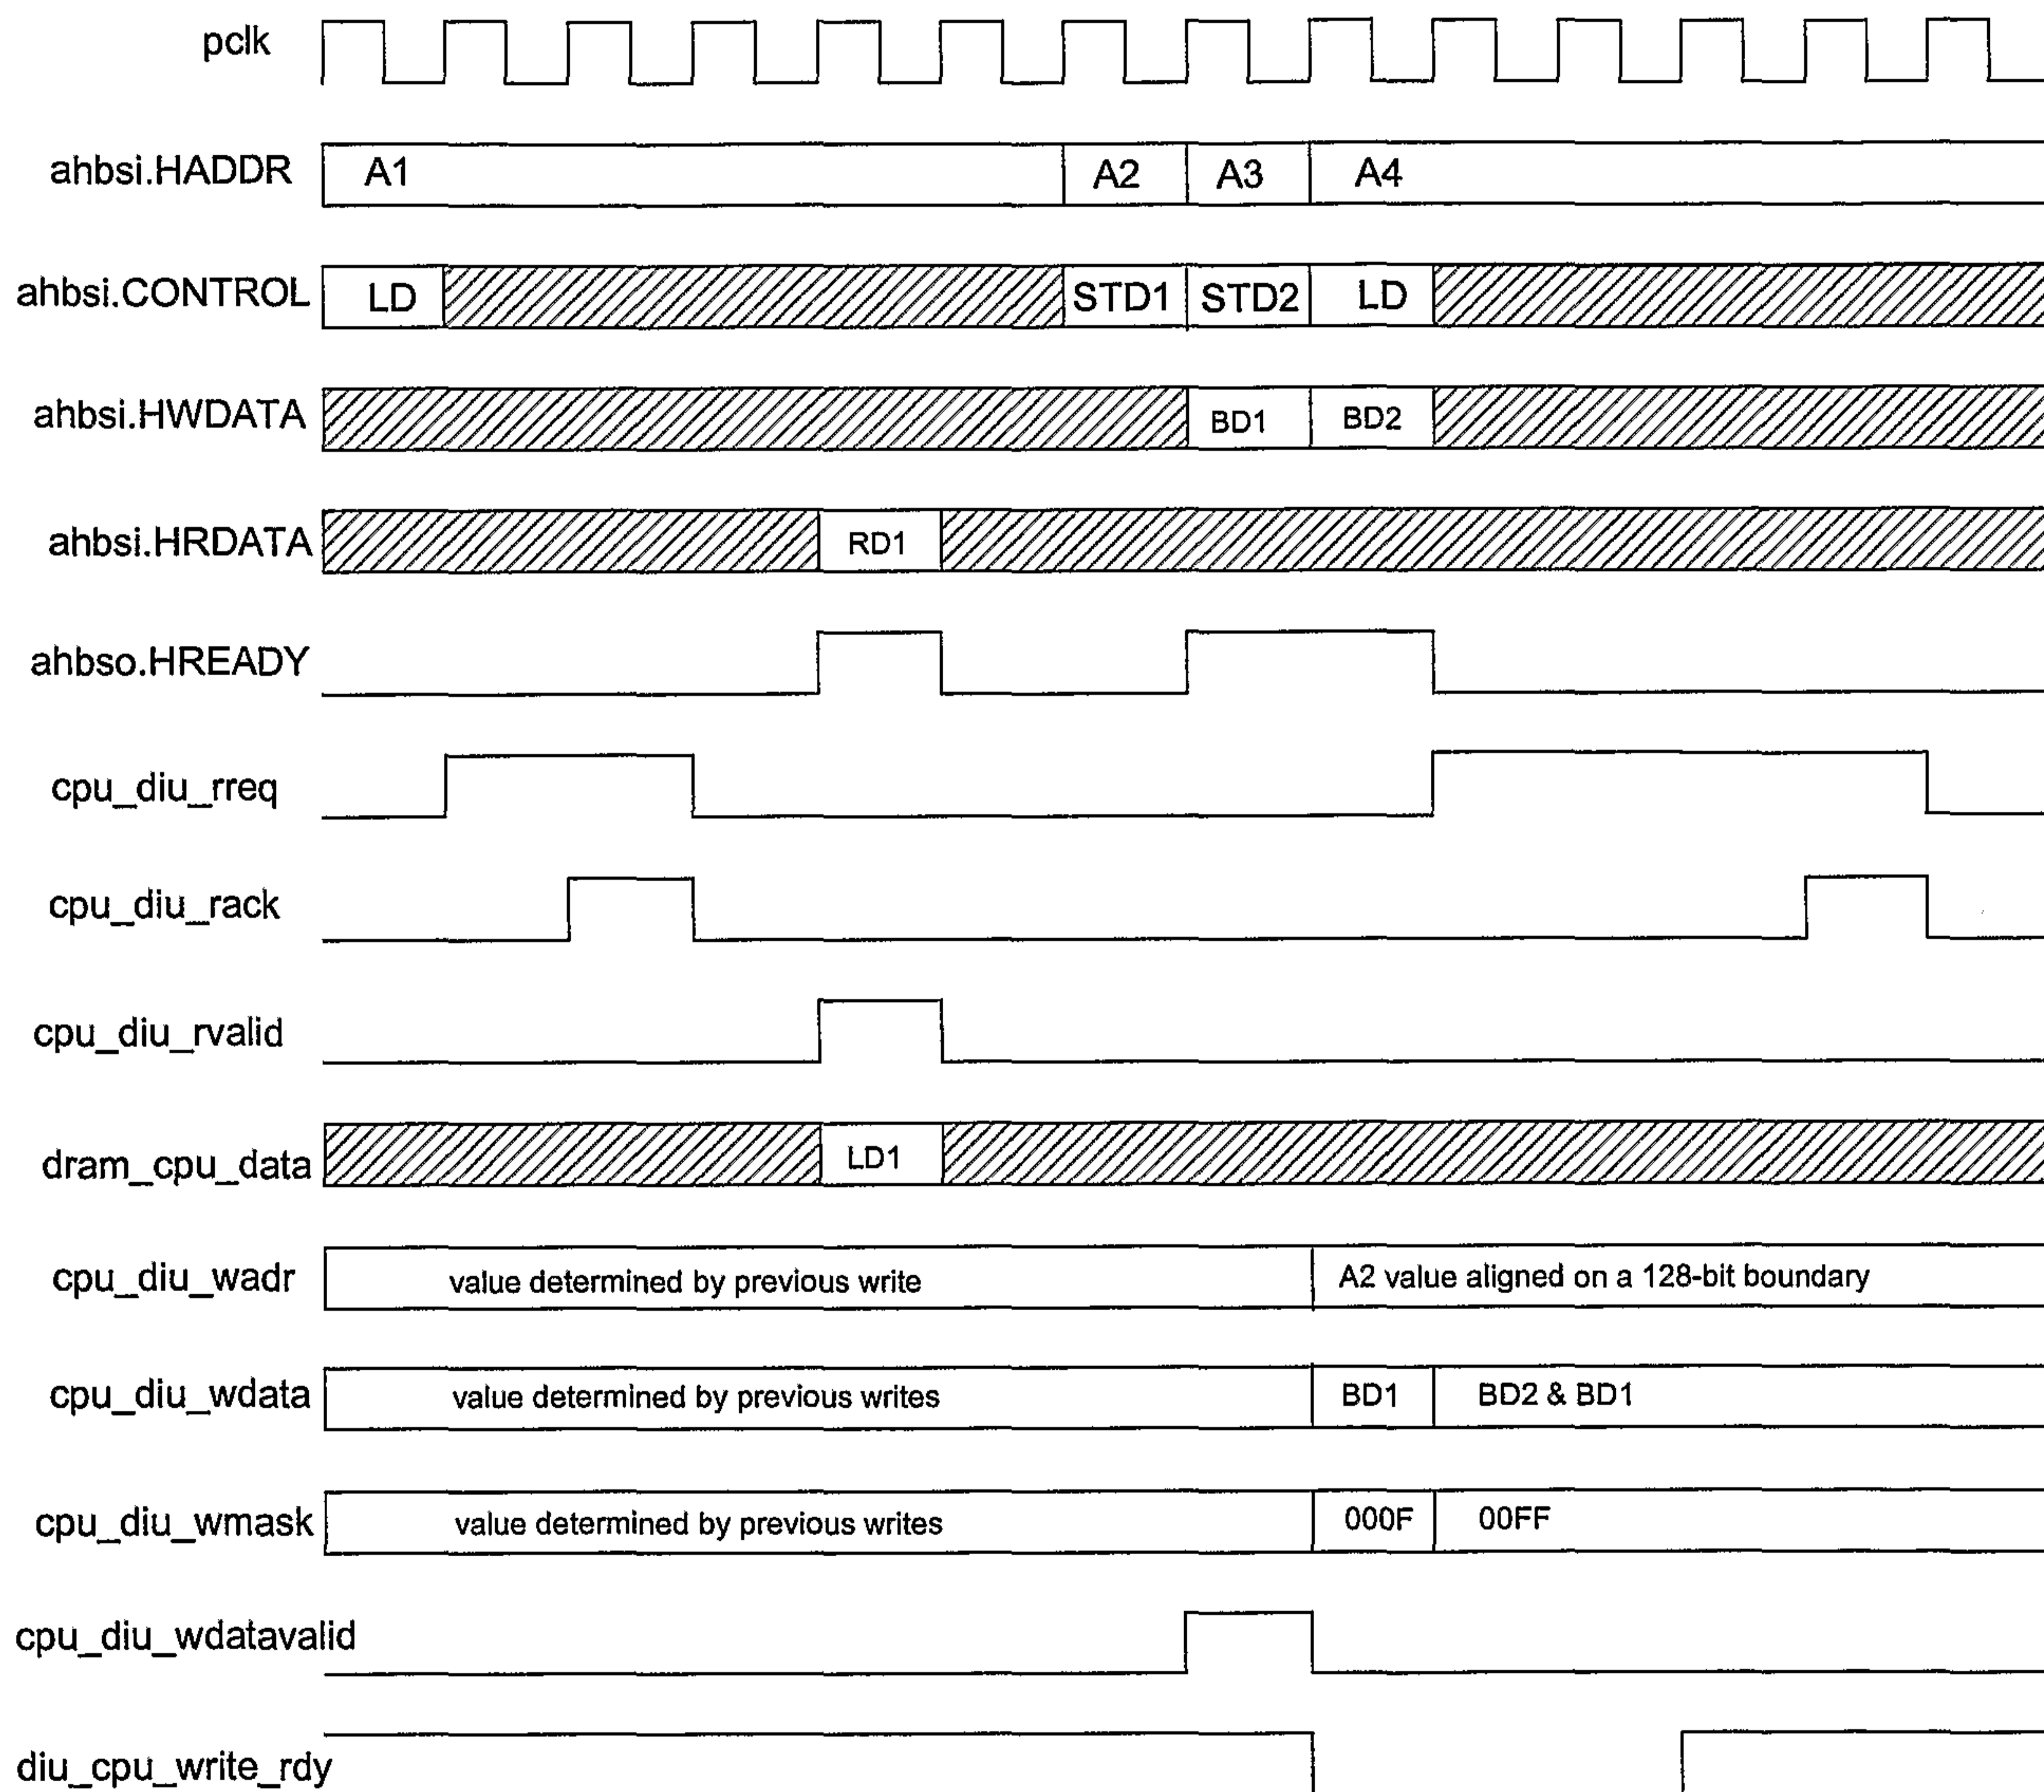 pclk
ahbsi.HADDR A1 A2 A3 A4
ahbsi.CONTROL LD STD1 STD2 LD
ahbsi.HWDATA BD1 BD2
ahbsi.HRDATA RD1
ahbso.HREADY
cpu_diu_rreq
cpu_diu_rack
cpu_diu_rvalid
dram_cpu_data LD1
cpu_diu_wadr value determined by previous write A2 value aligned on a 128-bit boundary
cpu_diu_wdata value determined by previous writes BD1 BD2 & BD1
cpu_diu_wmask value determined by previous writes 000F 00FF
cpu_diu_wdatavalid
diu_cpu_write_rdy